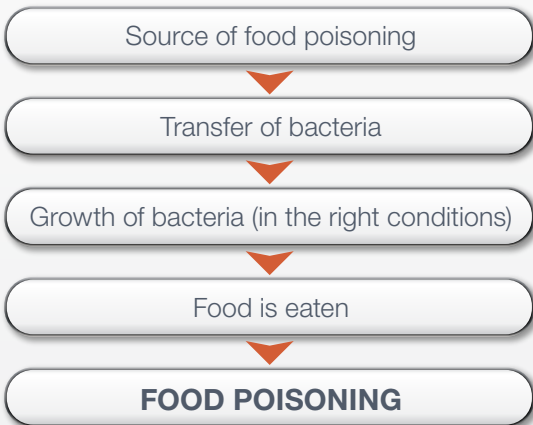 Source of food poisoning
Transfer of bacteria
Growth of bacteria (in the right conditions)
Food is eaten
FOOD POISONING